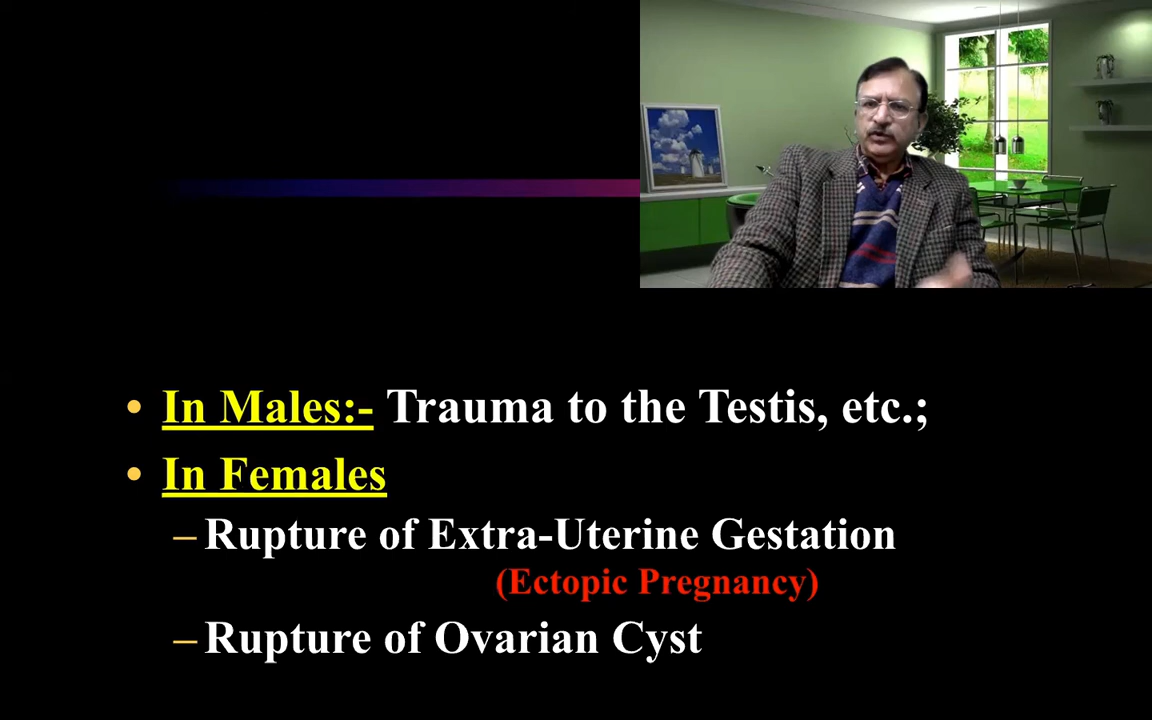 • In Males:- Trauma to the Testis, etc.;
• In Females
– Rupture of Extra-Uterine Gestation
(Ectopic Pregnancy)
– Rupture of Ovarian Cyst